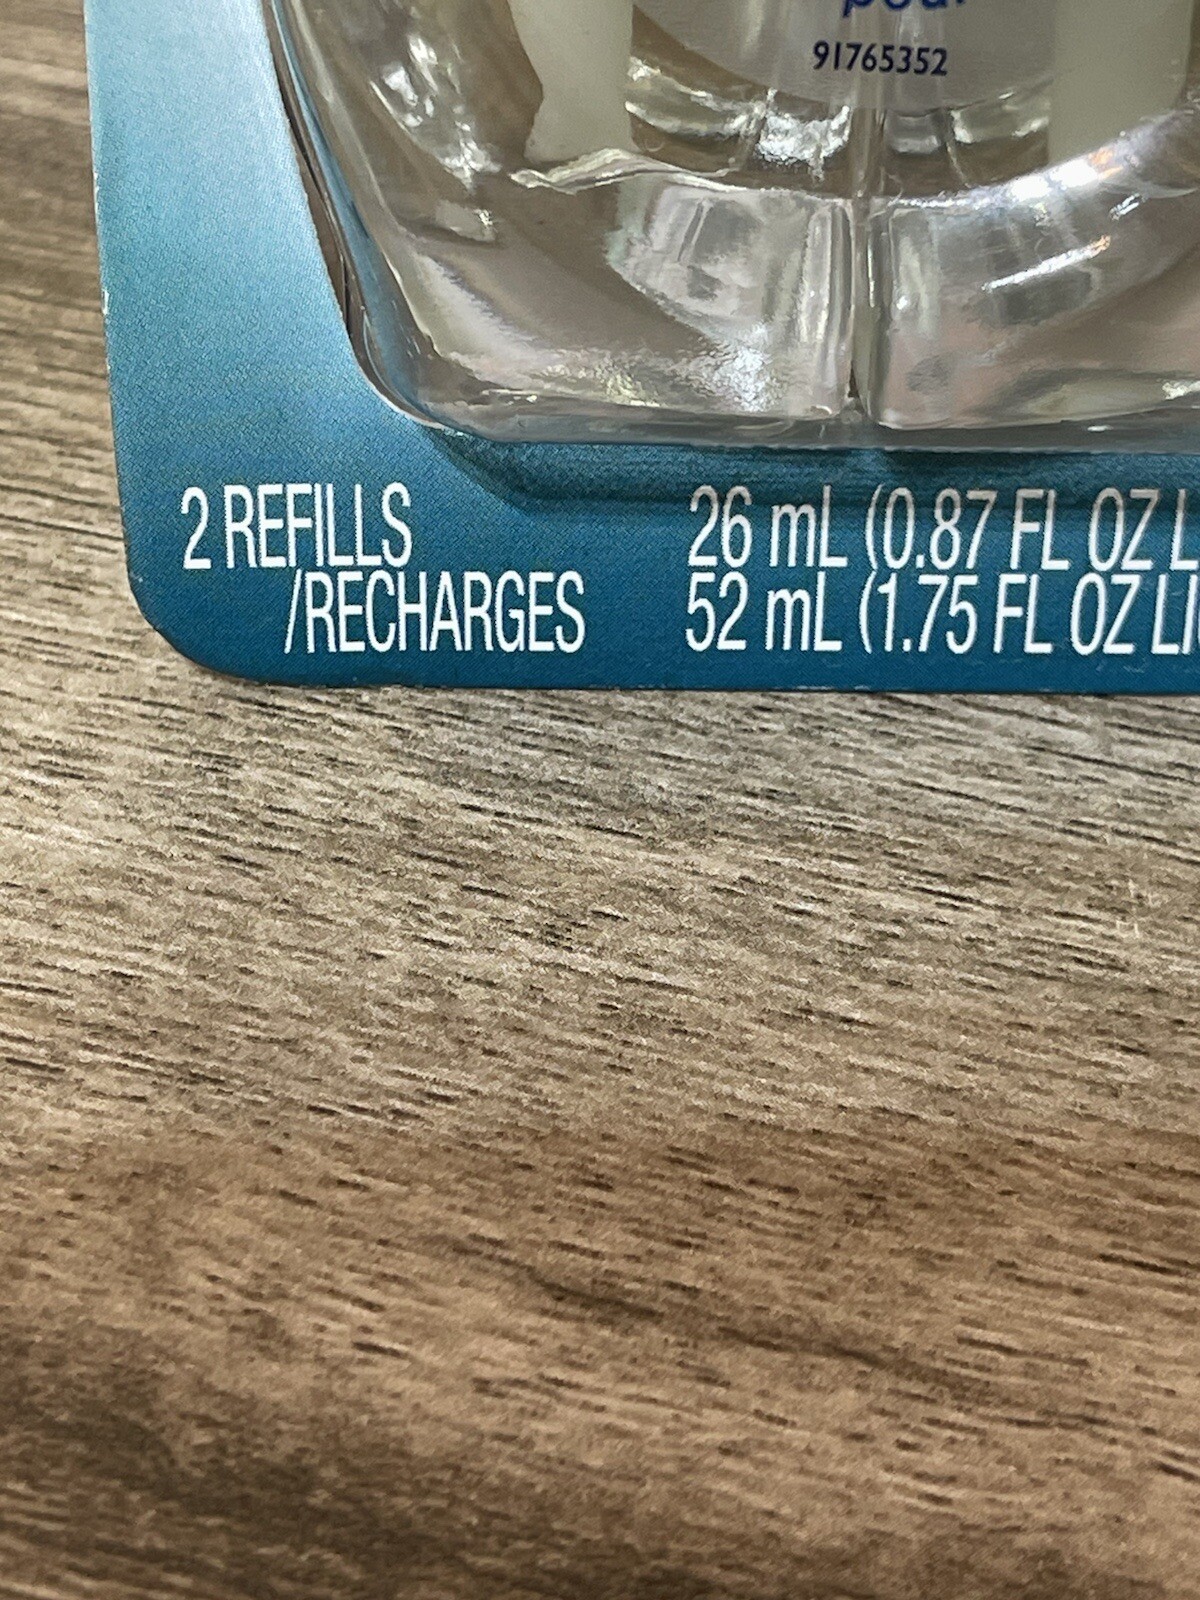 91765352
2 REFILLS
/RECHARGES
26 mL (0.87 FL OZ
52 mL (1.75 FL OZ